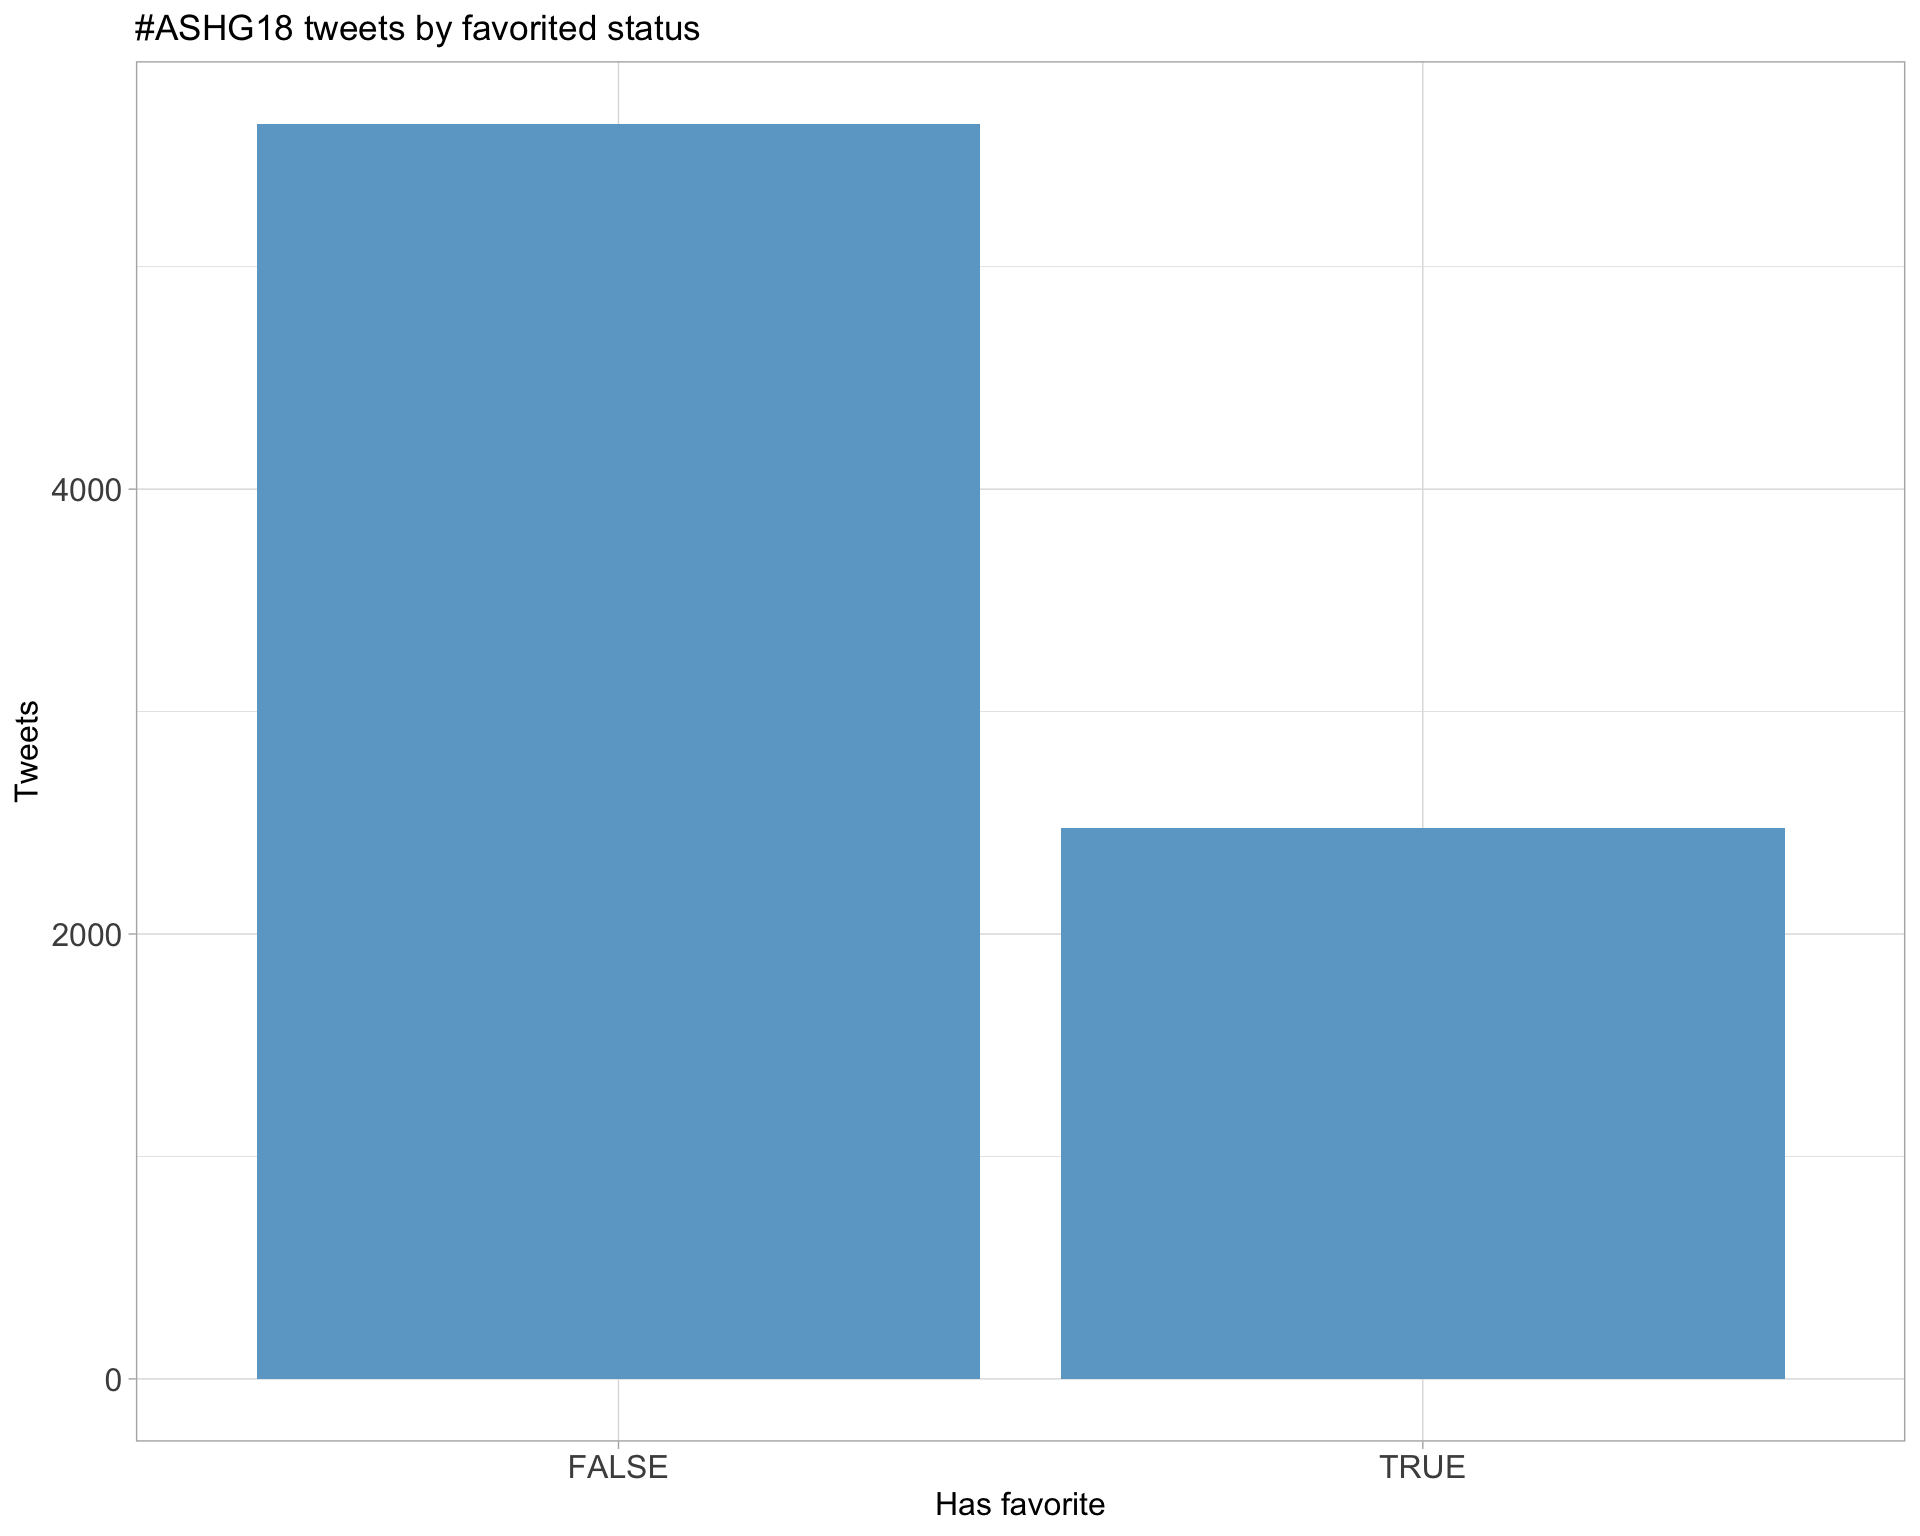 #ASHG18 tweets by favorited status
Tweets
4000
2000
0
FALSE TRUE
Has favorite